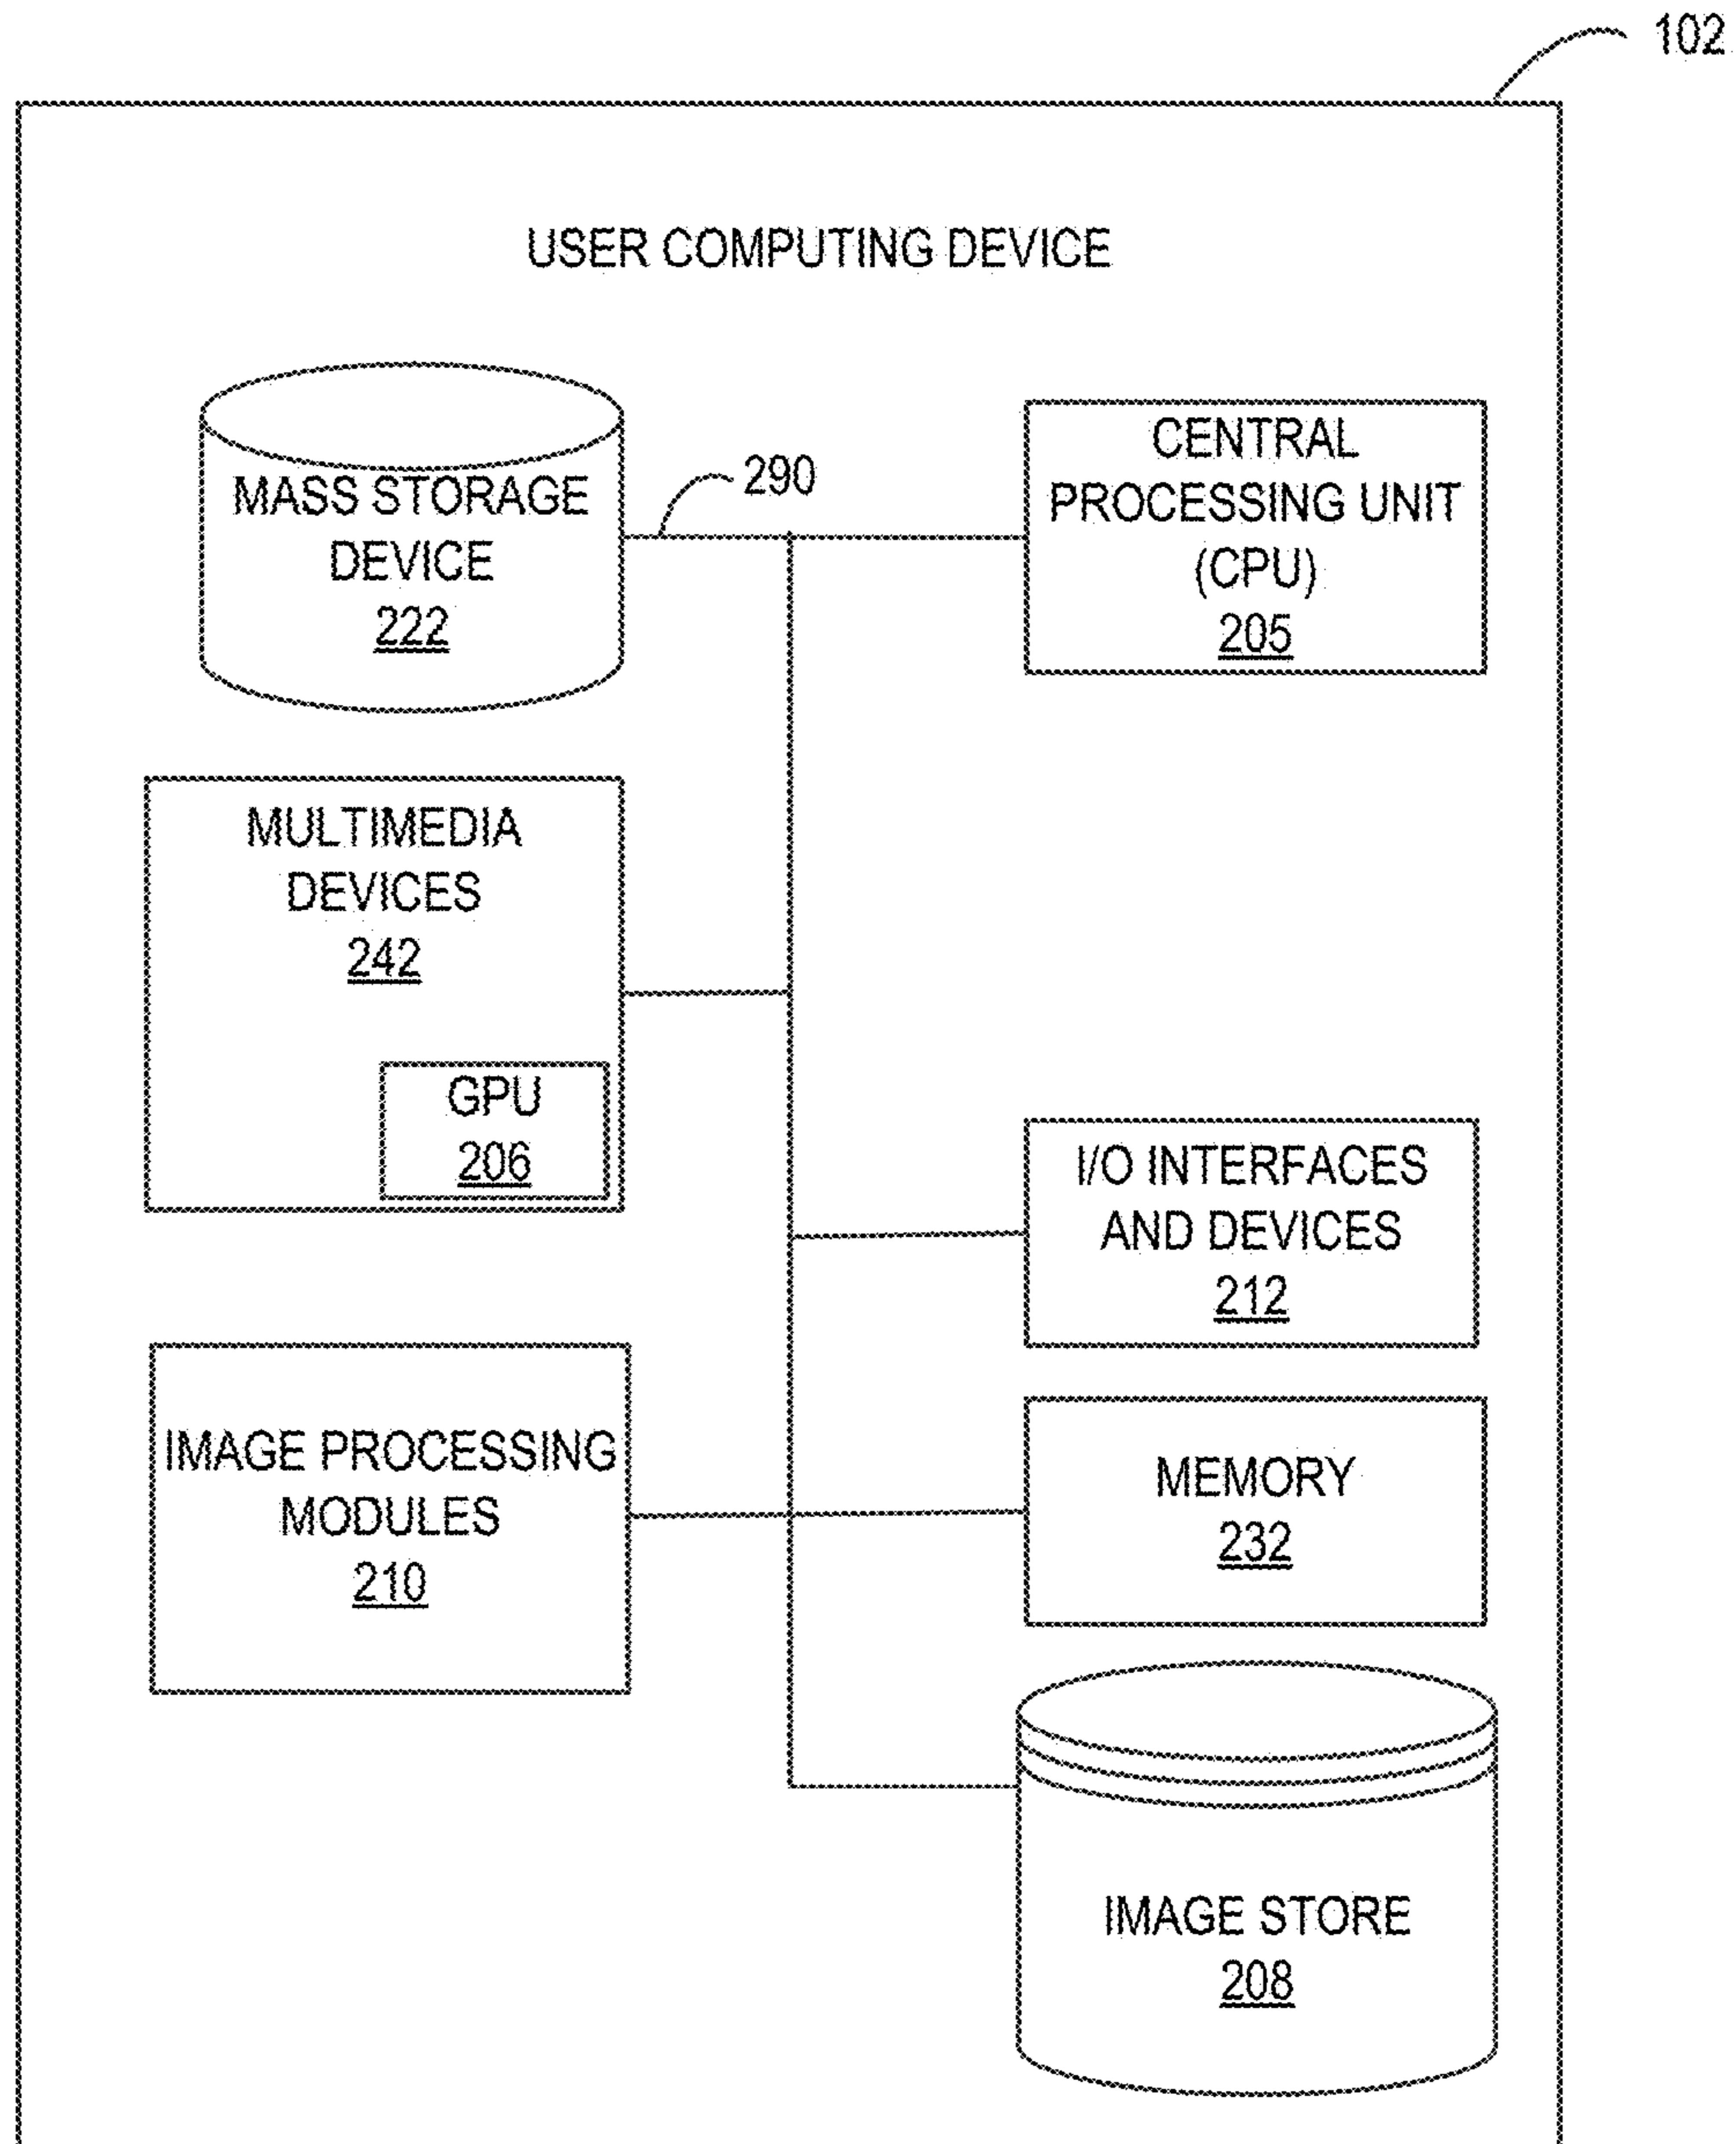 102
USER COMPUTING DEVICE
MASS STORAGE
DEVICE
222
290
CENTRAL
PROCESSING UNIT
(CPU)
205
MULTIMEDIA
DEVICES
242
GPU
206
I/O INTERFACES
AND DEVICES
212
IMAGE PROCESSING
MODULES
210
MEMORY
232
IMAGE STORE
208